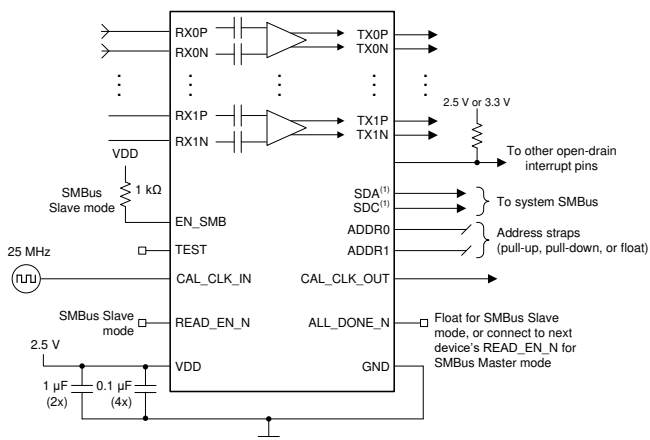 RX0P
RX0N
TX0P
TX0N
RX1P
RX1N
TX1P
TX1N
2.5 V or 3.3 V
To other open-drain
interrupt pins
VDD
1 kΩ
SMBus
Slave mode
EN_SMB
SDA(1)
SDC(1)
To system SMBus
ADDR0
ADDR1
Address straps
(pull-up, pull-down, or float)
TEST
25 MHz
CAL_CLK_IN
CAL_CLK_OUT
SMBus Slave
mode
READ_EN_N
ALL_DONE_N
Float for SMBus Slave
mode, or connect to next
device's READ_EN_N for
SMBus Master mode
2.5 V
VDD
GND
1 µF
(2x)
0.1 µF
(4x)